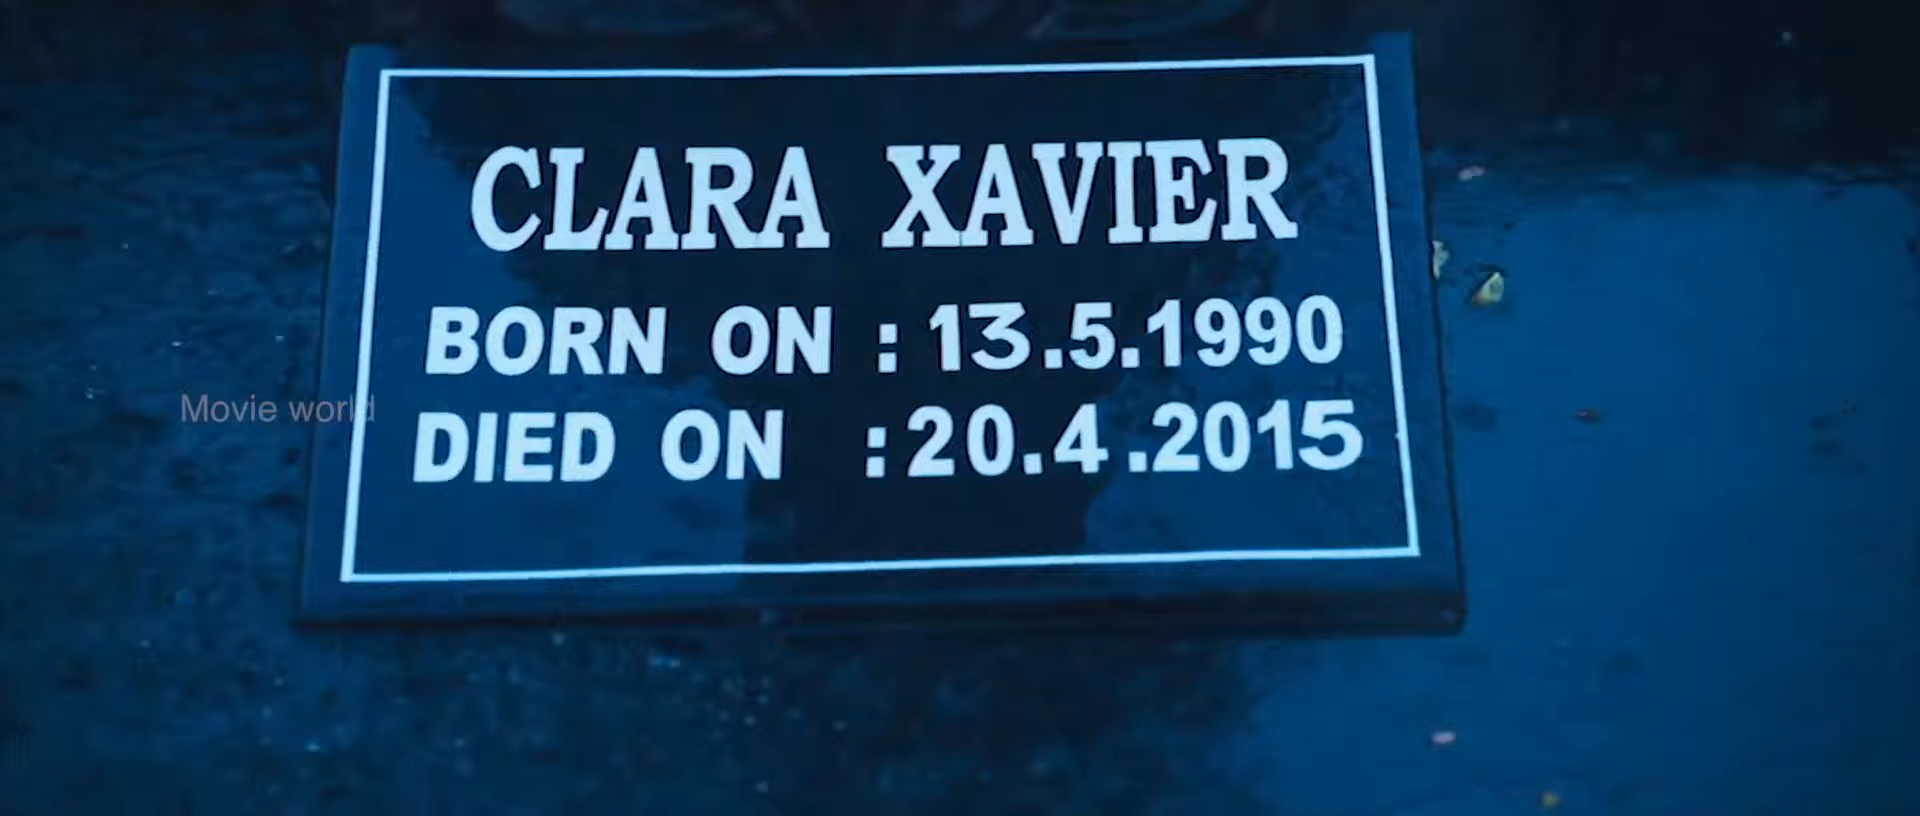 CLARA XAVIER
BORN ON : 13.5.1990
DIED ON : 20.4.2015
Movie world